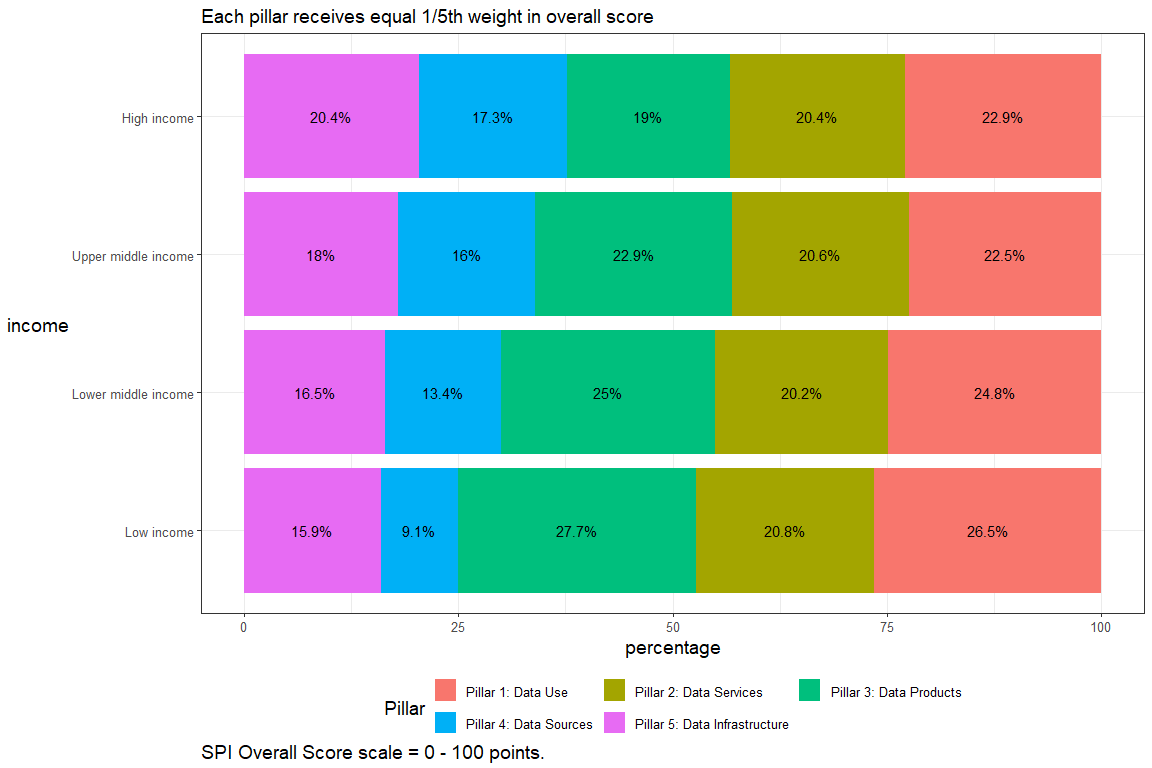 Each pillar receives equal 1/5th weight in overall score
High income
20.4%
17.3%
19%
20.4%
22.9%
Upper middle income
18%
16%
22.9%
20.6%
22.5%
income
Lower middle income
16.5%
13.4%
25%
20.2%
24.8%
Low income
15.9%
9.1%
27.7%
20.8%
26.5%
0
25
50
75
100
percentage
Pillar
Pillar 1: Data Use
Pillar 2: Data Services
Pillar 3: Data Products
Pillar 4: Data Sources
Pillar 5: Data Infrastructure
SPI Overall Score scale = 0 - 100 points.